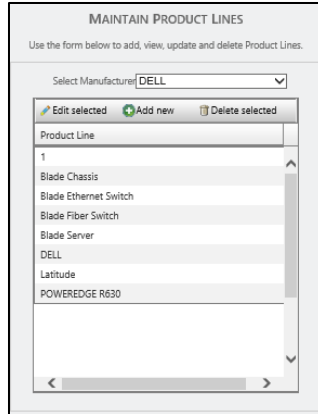 MAINTAIN PRODUCT LINES
Use the form below to add, view, update and delete Product Lines.
Select Manufacturer DELL
Edit selected Add new Delete selected
Product Line
1
Blade Chassis
Blade Ethernet Switch
Blade Fiber Switch
Blade Server
DELL
Latitude
POWEREDGE R630